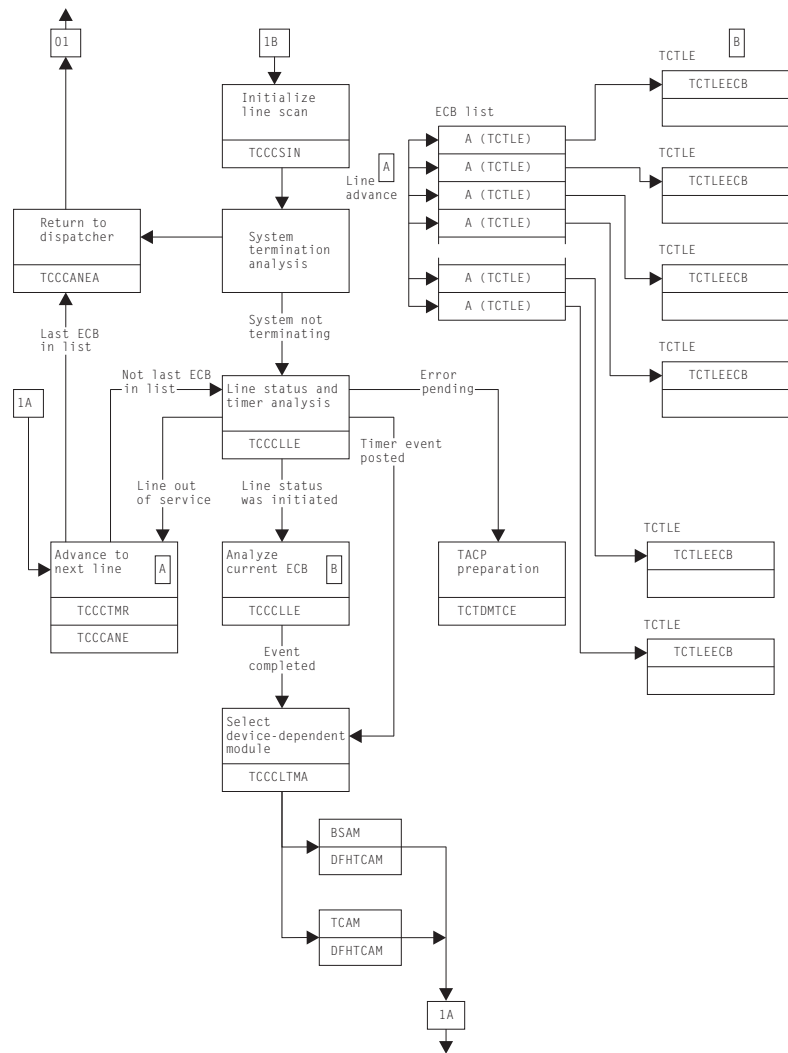 01
1B
B
TCTLE
Initialize
line scan
TCCCSIN
ECB list
TCTLEECB
A (TCTLE)
A
Line
advance
A (TCTLE)
A (TCTLE)
A (TCTLE)
TCTLE
TCTLEECB
Return to
dispatcher
TCCCANEA
System
termination
analysis
A (TCTLE)
A (TCTLE)
TCTLE
TCTLEECB
Last ECB
in list
System not
terminating
TCTLE
TCTLEECB
1A
Not last ECB
in list
Line status and
timer analysis
TCCCLLE
Error
pending
Timer event
posted
Line out
of service
Line status
was initiated
Advance to
next line
A
TCCCTMR
TCCCANE
Analyze
current ECB
B
TCCCLLE
TACP
preparation
TCTDMTCE
TCTLE
TCTLEECB
TCTLE
TCTLEECB
Event
completed
Select
device-dependent
module
TCCCLTMA
BSAM
DFHTCAM
TCAM
DFHTCAM
1A